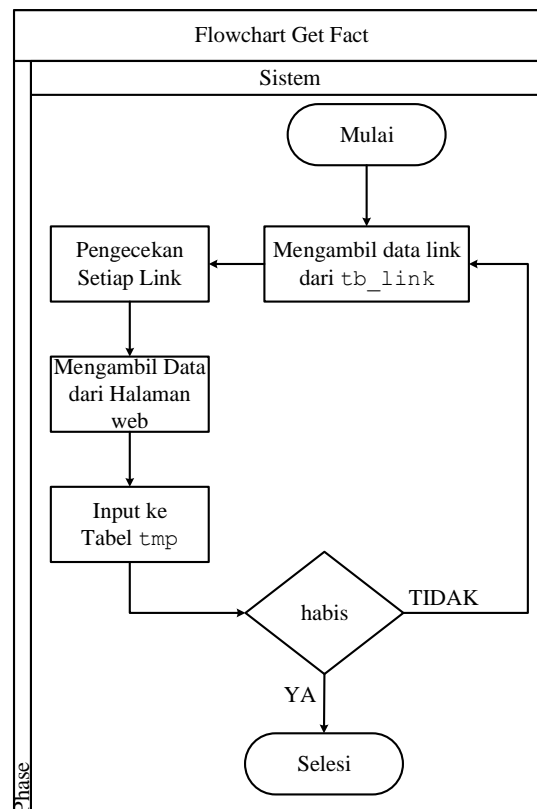 Flowchart Get Fact
Sistem
Mulai
Mengambil data link
dari tb_link
Pengecekan
Setiap Link
Mengambil Data
dari Halaman
web
Input ke
Tabel tmp
habis
TIDAK
YA
Selesi
Phase